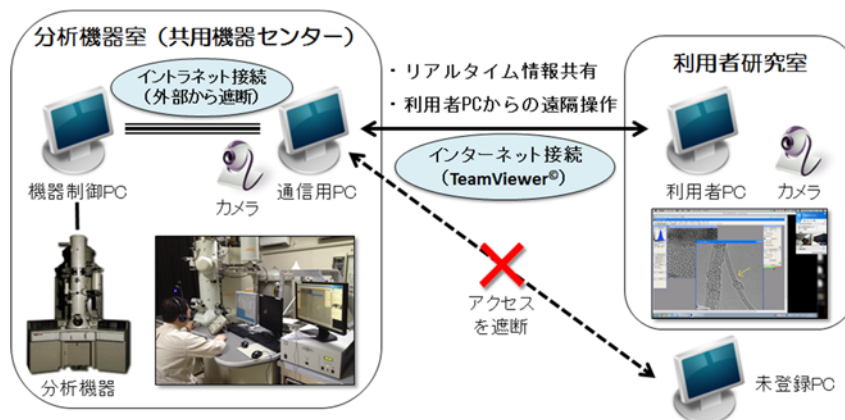 分析機器室（共用機器センター）
イントラネット接続
（外部から遮断）
機器制御PC
カメラ
通信用PC
分析機器
・リアルタイム情報共有
・利用者PCからの遠隔操作
インターネット接続
（TeamViewer©）
アクセス
を遮断
利用者研究室
利用者PC
カメラ
未登録PC